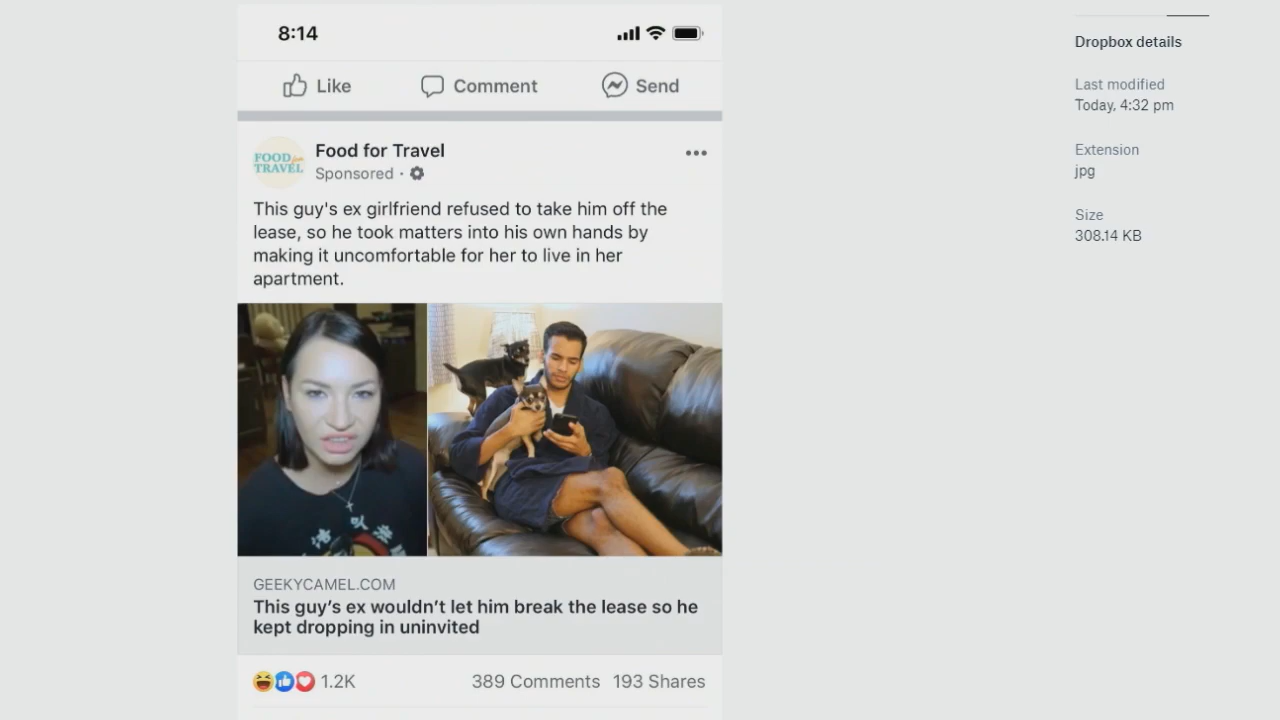 8:14
Like
Comment
Send
FOOD for
TRAVEL
Food for Travel
Sponsored ·
This guy's ex girlfriend refused to take him off the
lease, so he took matters into his own hands by
making it uncomfortable for her to live in her
apartment.
GEEKYCAMEL.COM
This guy’s ex wouldn’t let him break the lease so he
kept dropping in uninvited
1.2K
389 Comments 193 Shares
Dropbox details
Last modified
Today, 4:32 pm
Extension
jpg
Size
308.14 KB